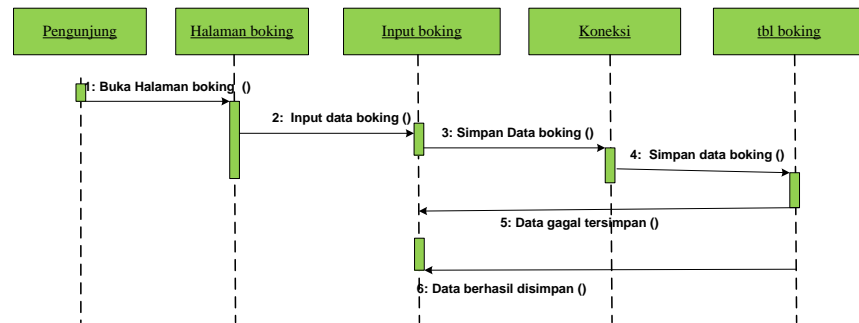 Pengunjung
Halaman boking
Input boking
Koneksi
tbl boking
1: Buka Halaman boking ()
2: Input data boking ()
3: Simpan Data boking ()
4: Simpan data boking ()
5: Data gagal tersimpan ()
6: Data berhasil disimpan ()